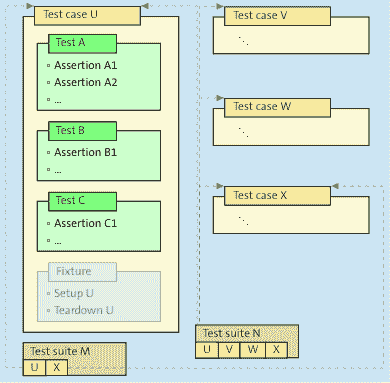 Test case U
Test A
Assertion A1
Assertion A2
...
Test B
Assertion B1
...
Test C
Assertion C1
...
Fixture
Setup U
Teardown U
Test suite M
U X
Test case V
Test case W
Test case X
Test suite N
U V W X